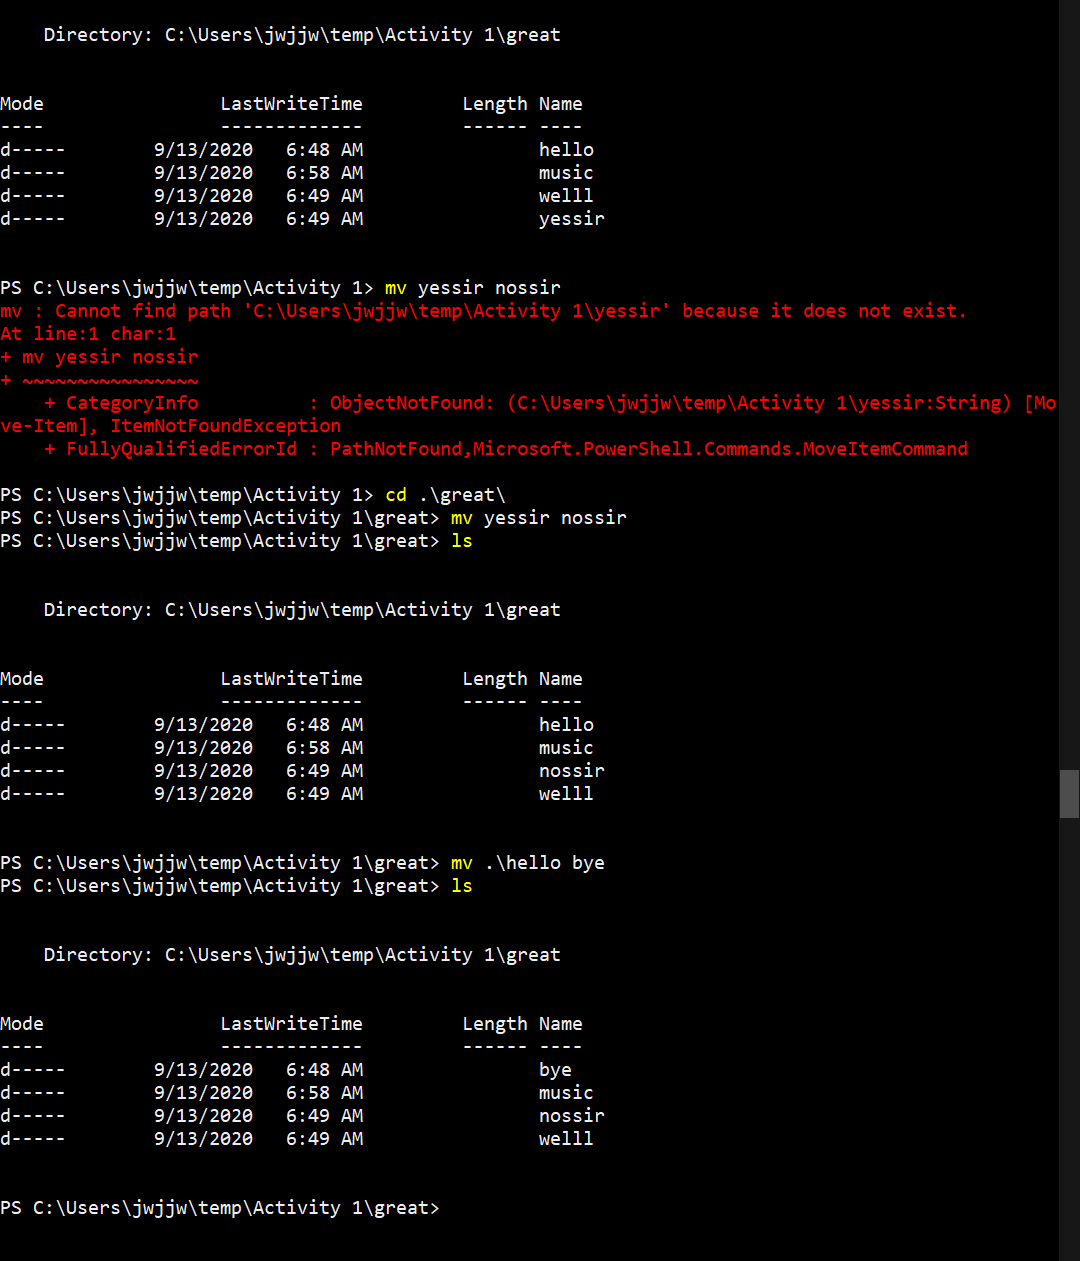 Directory: C:\Users\jwjjw\temp\Activity 1\great
Mode                LastWriteTime         Length Name
----                -------------         ------ ----
d-----        9/13/2020   6:48 AM                hello
d-----        9/13/2020   6:58 AM                music
d-----        9/13/2020   6:49 AM                welll
d-----        9/13/2020   6:49 AM                yessir
PS C:\Users\jwjjw\temp\Activity 1> mv yessir nossir
mv : Cannot find path 'C:\Users\jwjjw\temp\Activity 1\yessir' because it does not exist.
At line:1 char:1
+ mv yessir nossir
+ ~~~~~~~~~~~~~~~~
    + CategoryInfo          : ObjectNotFound: (C:\Users\jwjjw\temp\Activity 1\yessir:String) [Mo
ve-Item], ItemNotFoundException
    + FullyQualifiedErrorId : PathNotFound,Microsoft.PowerShell.Commands.MoveItemCommand
PS C:\Users\jwjjw\temp\Activity 1> cd .\great\
PS C:\Users\jwjjw\temp\Activity 1\great> mv yessir nossir
PS C:\Users\jwjjw\temp\Activity 1\great> ls
    Directory: C:\Users\jwjjw\temp\Activity 1\great
Mode                LastWriteTime         Length Name
----                -------------         ------ ----
d-----        9/13/2020   6:48 AM                hello
d-----        9/13/2020   6:58 AM                music
d-----        9/13/2020   6:49 AM                nossir
d-----        9/13/2020   6:49 AM                welll
PS C:\Users\jwjjw\temp\Activity 1\great> mv .\hello bye
PS C:\Users\jwjjw\temp\Activity 1\great> ls
    Directory: C:\Users\jwjjw\temp\Activity 1\great
Mode                LastWriteTime         Length Name
----                -------------         ------ ----
d-----        9/13/2020   6:48 AM                bye
d-----        9/13/2020   6:58 AM                music
d-----        9/13/2020   6:49 AM                nossir
d-----        9/13/2020   6:49 AM                welll
PS C:\Users\jwjjw\temp\Activity 1\great>